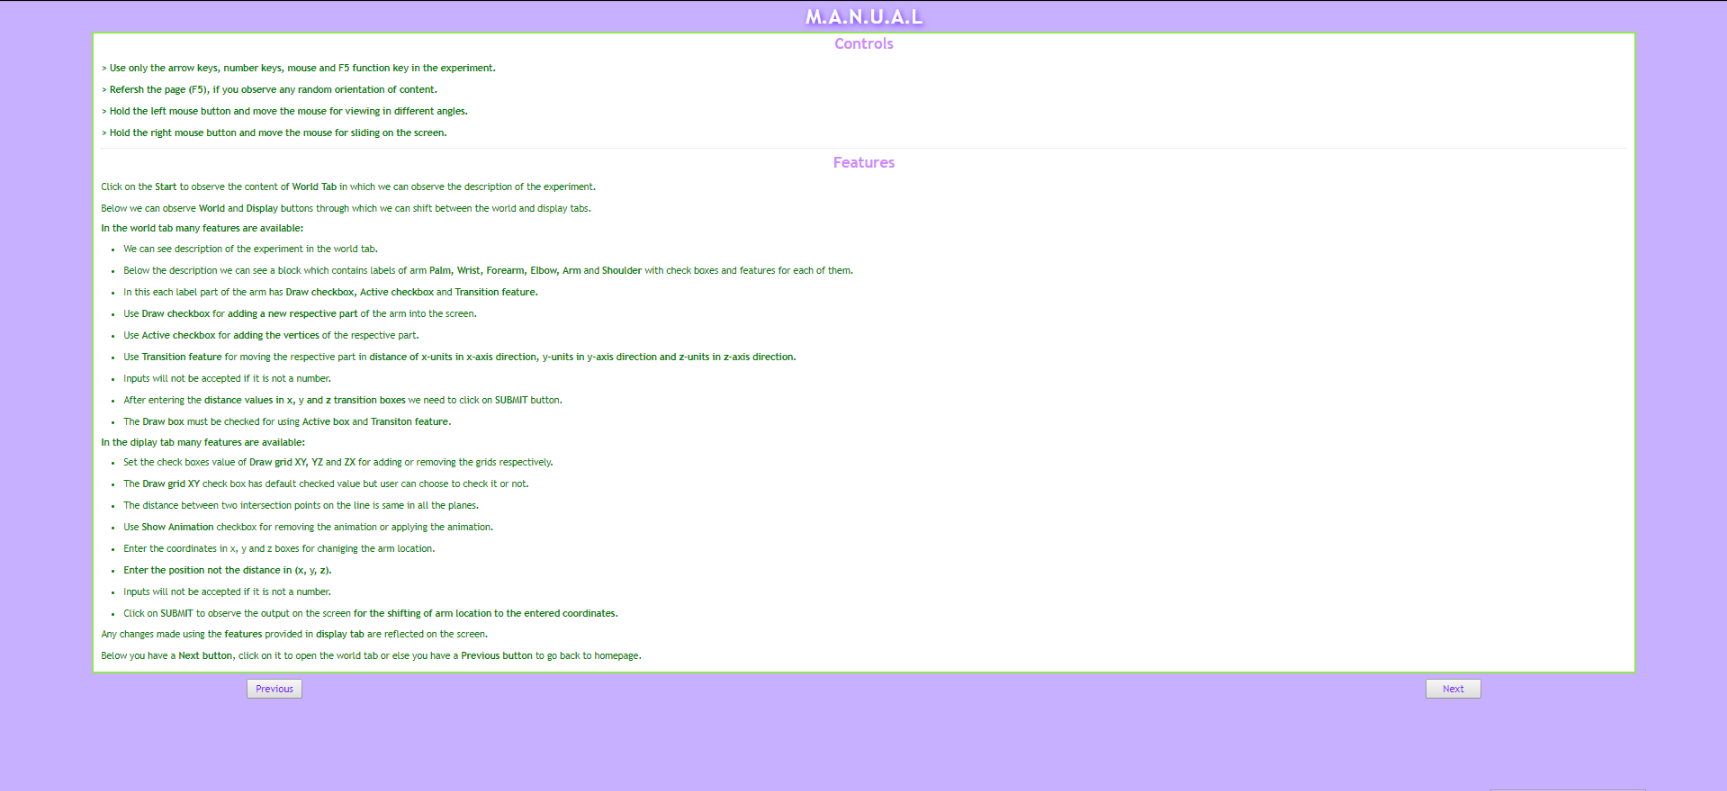 M.A.N.U.A.L
Controls
> Use only the arrow keys, number keys, mouse and F5 function key in the experiment.
> Refersh the page (F5), if you observe any random orientation of content.
> Hold the left mouse button and move the mouse for viewing in different angles.
> Hold the right mouse button and move the mouse for sliding on the screen.
Features
Click on the Start to observe the content of World Tab in which we can observe the description of the experiment.
Below we can observe World and Display buttons through which we can shift between the world and display tabs.
In the world tab many features are available:
• We can see description of the experiment in the world tab.
• Below the description we can see a block which contains labels of arm Palm, Wrist, Forearm, Elbow, Arm and Shoulder with check boxes and features for each of them.
• In this each label part of the arm has Draw checkbox, Active checkbox and Transition feature.
• Use Draw checkbox for adding a new respective part of the arm into the screen.
• Use Active checkbox for adding the vertices of the respective part.
• Use Transition feature for moving the respective part in distance of x-units in x-axis direction, y-units in y-axis direction and z-units in z-axis direction.
• Inputs will not be accepted if it is not a number.
• After entering the distance values in x, y and z transition boxes we need to click on SUBMIT button.
• The Draw box must be checked for using Active box and Transiton feature.
In the diplay tab many features are available:
• Set the check boxes value of Draw grid XY, YZ and ZX for adding or removing the grids respectively.
• The Draw grid XY check box has default checked value but user can choose to check it or not.
• The distance between two intersection points on the line is same in all the planes.
• Use Show Animation checkbox for removing the animation or applying the animation.
• Enter the coordinates in x, y and z boxes for chaniging the arm location.
• Enter the position not the distance in (x, y, z).
• Inputs will not be accepted if it is not a number.
• Click on SUBMIT to observe the output on the screen for the shifting of arm location to the entered coordinates.
Any changes made using the features provided in display tab are reflected on the screen.
Below you have a Next button, click on it to open the world tab or else you have a Previous button to go back to homepage.
Previous
Next